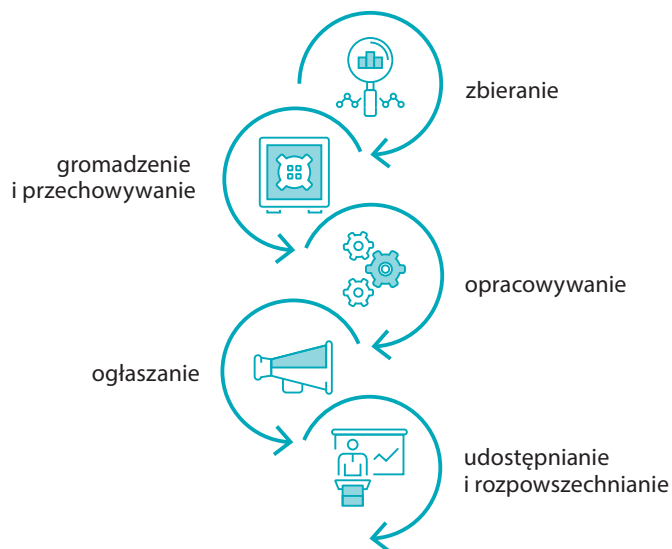 zbieranie
gromadzenie
i przechowywanie
opracowywanie
ogłaszanie
udostępnianie
i rozpowszechnianie